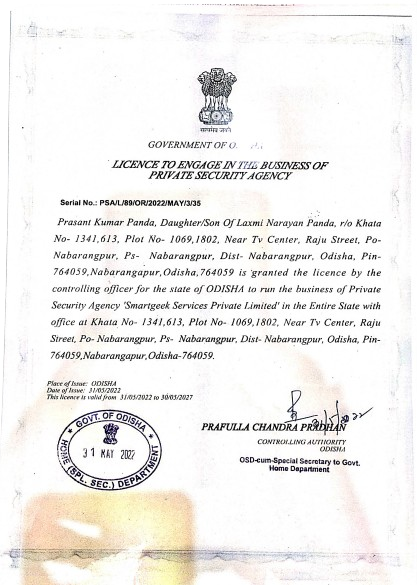 सत्यमेव जयते
GOVERNMENT OF
LICENCE TO ENGAGE IN THE BUSINESS OF
PRIVATE SECURITY AGENCY
Serial No.: PSA/L/89/OR/2022/MAY/3/35
Prasant Kumar Panda, Daughter/Son Of Laxmi Narayan Panda, r/o Khata
No- 1341,613, Plot No- 1069,1802, Near Tv Center, Raju Street, Po-
Nabarangpur, Ps- Nabarangpur, Dist- Nabarangpur, Odisha, Pin-
764059,Nabarangapur,Odisha,764059 is granted the licence by the
controlling officer for the state of ODISHA to run the business of Private
Security Agency 'Smartgeek Services Private Limited' in the Entire State with
office at Khata No- 1341,613, Plot No- 1069,1802, Near Tv Center, Raju
Street, Po- Nabarangpur, Ps- Nabarangpur, Dist- Nabarangpur, Odisha, Pin-
764059,Nabarangapur,Odisha-764059.
Place of Issue: ODISHA
Date of Issue: 31/05/2022
This licence is valid from 31/05/2022 to 30/05/2027
GOVT. OF ODISHA
31 MAY 2022
HOME (SPL. SEC.) DEPARTMENT
PRAFULLA CHANDRA PRADHAN
CONTROLLING AUTHORITY
ODISHA
OSD-cum-Special Secretary to Govt.
Home Department